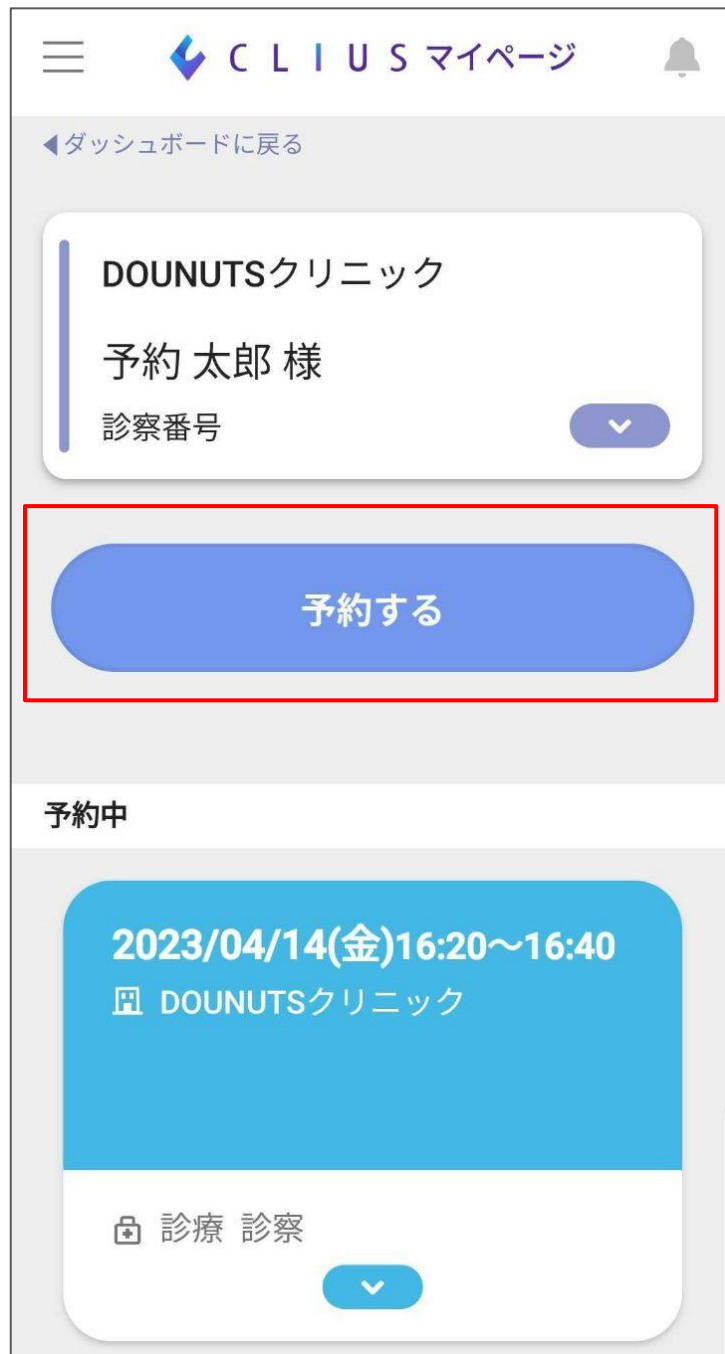 CLIUS マイページ
ダッシュボードに戻る
DOUNUTSクリニック
予約 太郎 様
診察番号
予約する
予約中
2023/04/14(金)16:20〜16:40
DOUNUTSクリニック
診療 診察